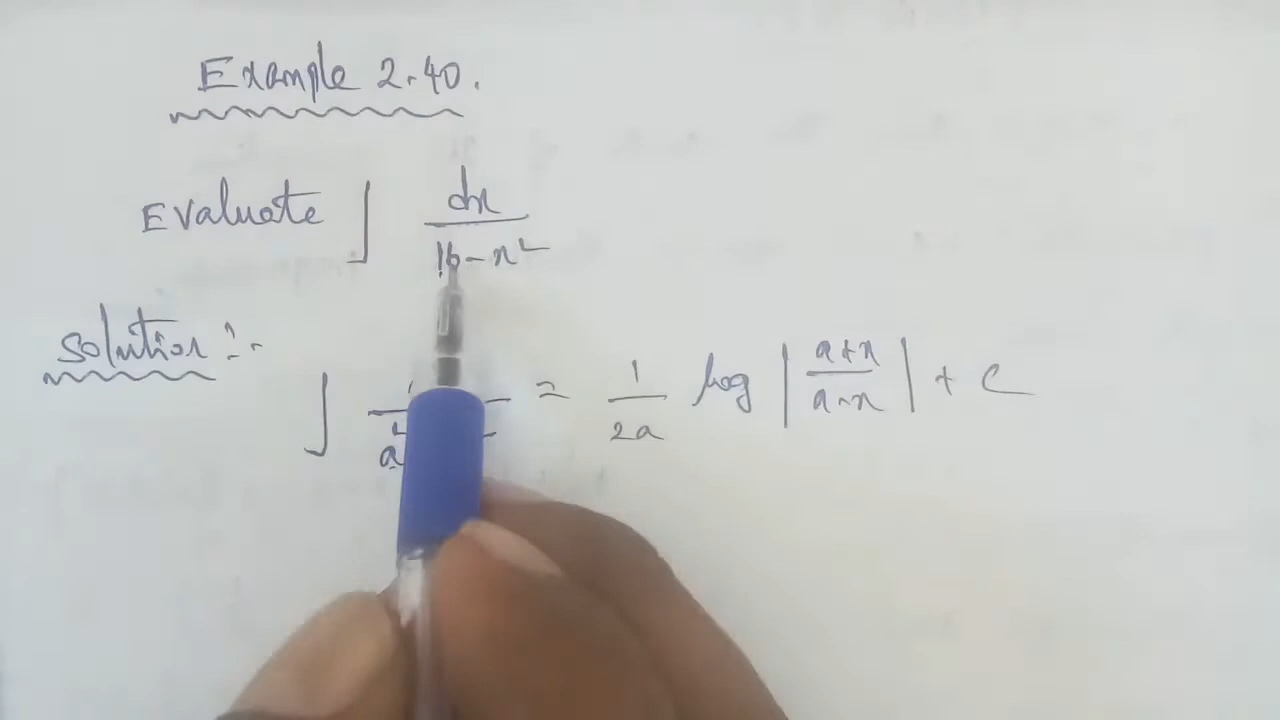 Example 2.40.
Evaluate ∫ dx / 16-x²
Solution :-
∫ = 1/2a log |a+x / a-x| + c